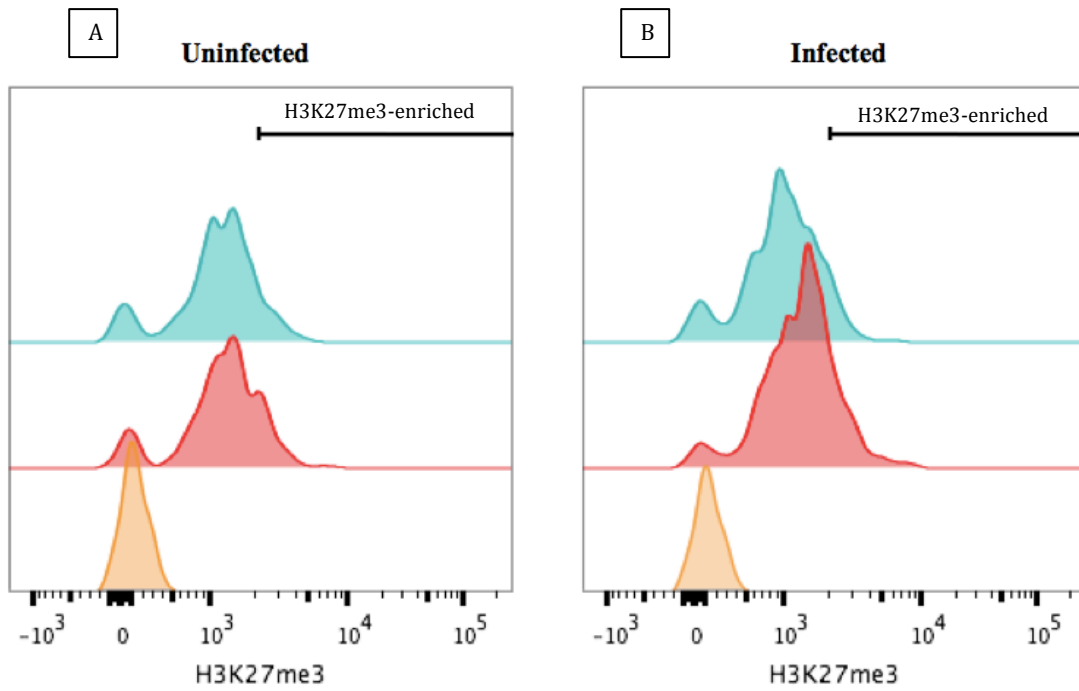 A
Uninfected
H3K27me3-enriched
-10³ 0 10³ 10⁴ 10⁵
H3K27me3
B
Infected
H3K27me3-enriched
-10³ 0 10³ 10⁴ 10⁵
H3K27me3